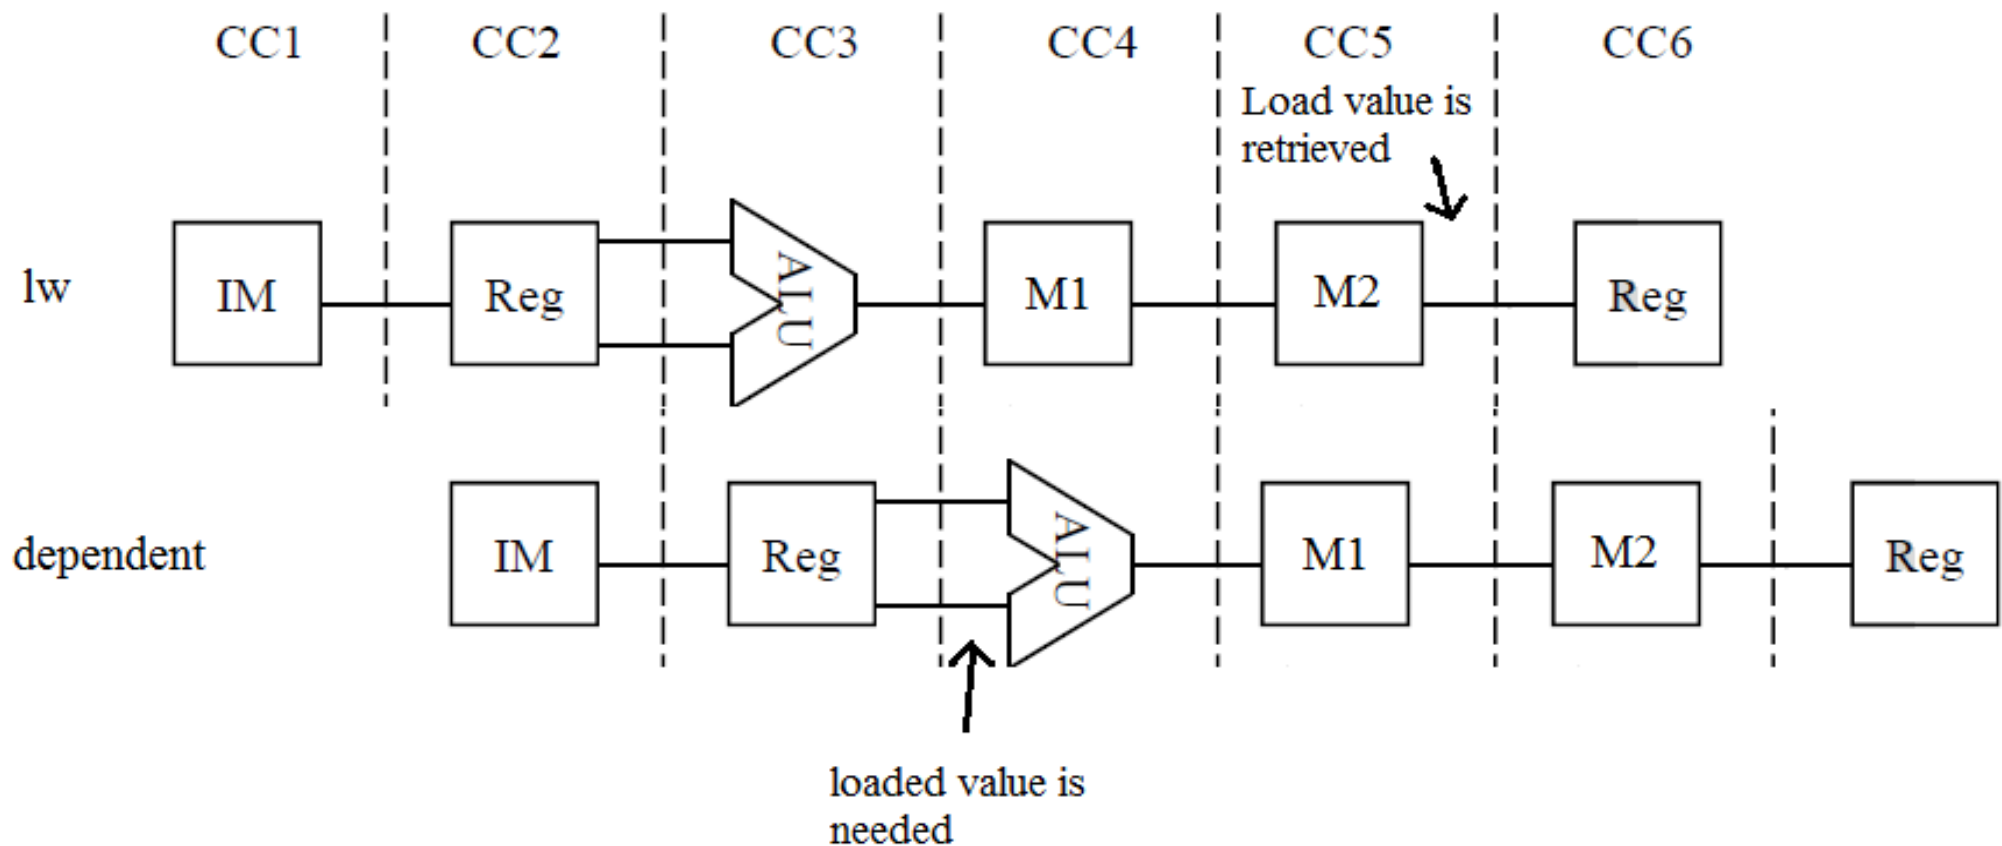 CC1 CC2 CC3 CC4 CC5 CC6
Load value is
retrieved
lw IM Reg ALU M1 M2 Reg
dependent IM Reg ALU M1 M2 Reg
loaded value is
needed